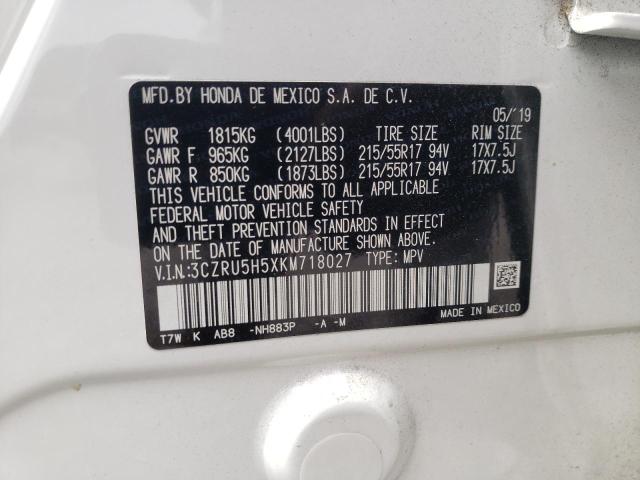 MFD.BY HONDA DE MEXICO S.A. DE C.V.
05/'19
GVWR 1815KG (4001LBS) TIRE SIZE RIM SIZE
GAWR F 965KG (2127LBS) 215/55R17 94V 17X7.5J
GAWR R 850KG (1873LBS) 215/55R17 94V 17X7.5J
THIS VEHICLE CONFORMS TO ALL APPLICABLE
FEDERAL MOTOR VEHICLE SAFETY
AND THEFT PREVENTION STANDARDS IN EFFECT
ON THE DATE OF MANUFACTURE SHOWN ABOVE.
V.I.N:3CZRU5H5XKM718027 TYPE: MPV
T7W K AB8 -NH883P -A -M
MADE IN MEXICO